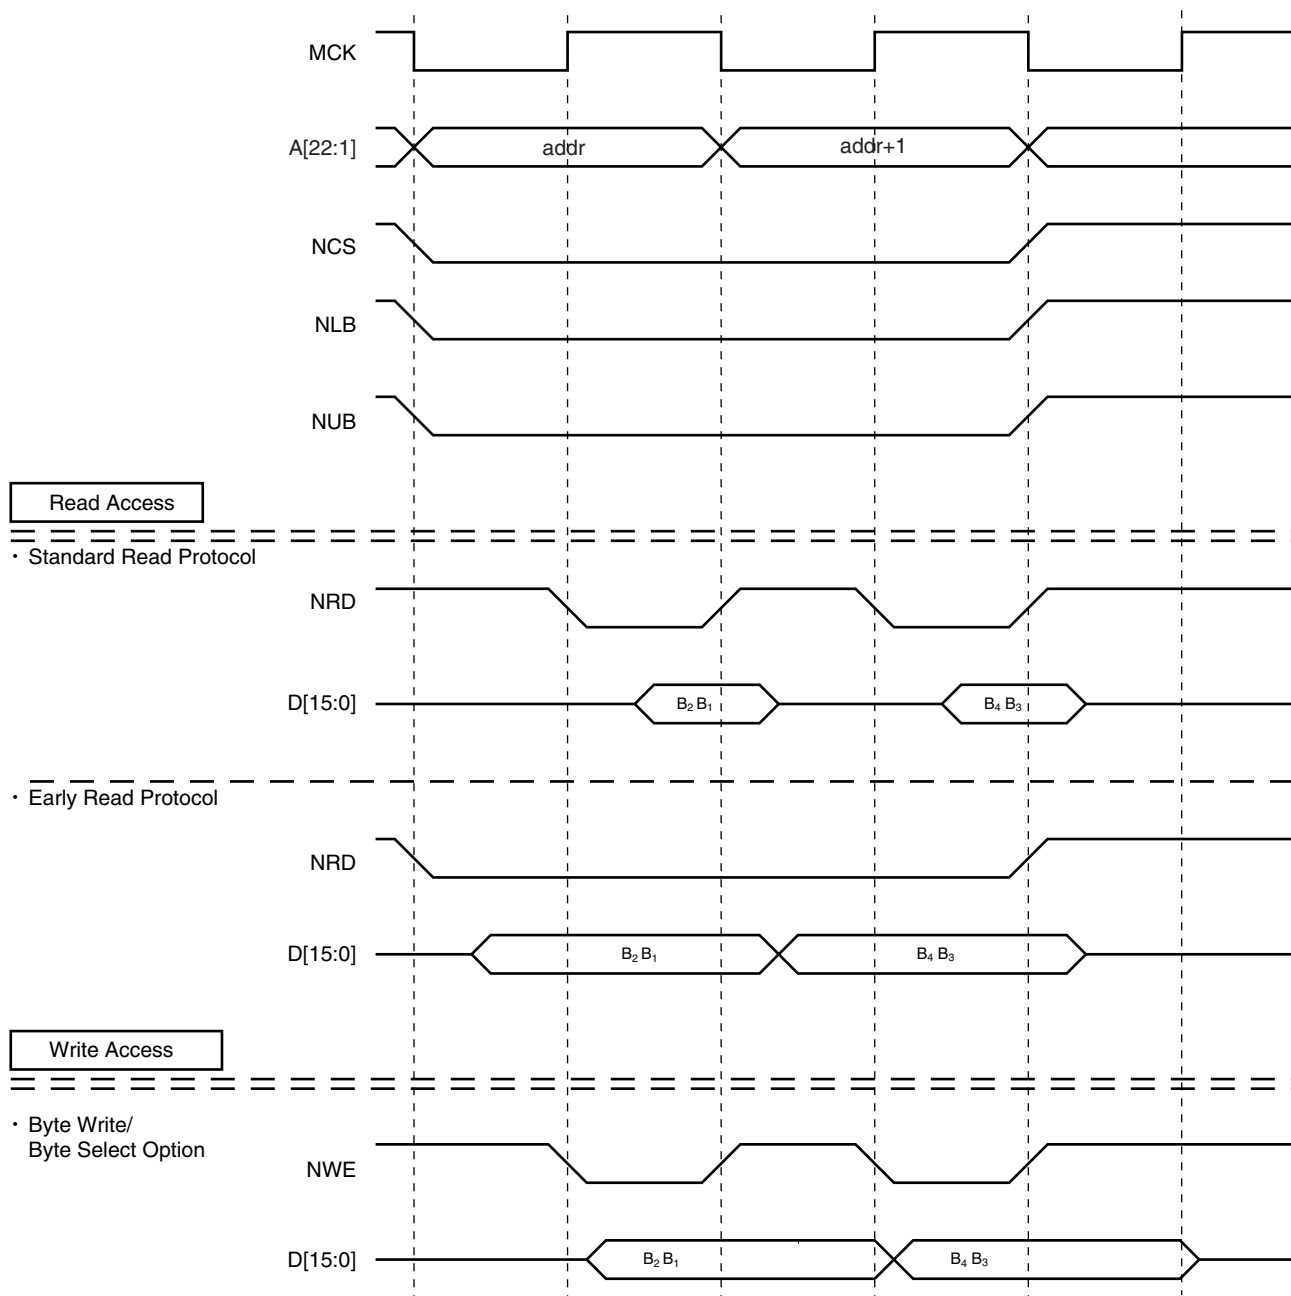 MCK
A[22:1] addr addr+1
NCS
NLB
NUB
Read Access
· Standard Read Protocol
NRD
D[15:0] B₂ B₁ B₄ B₃
· Early Read Protocol
NRD
D[15:0] B₂ B₁ B₄ B₃
Write Access
· Byte Write/
Byte Select Option
NWE
D[15:0] B₂ B₁ B₄ B₃